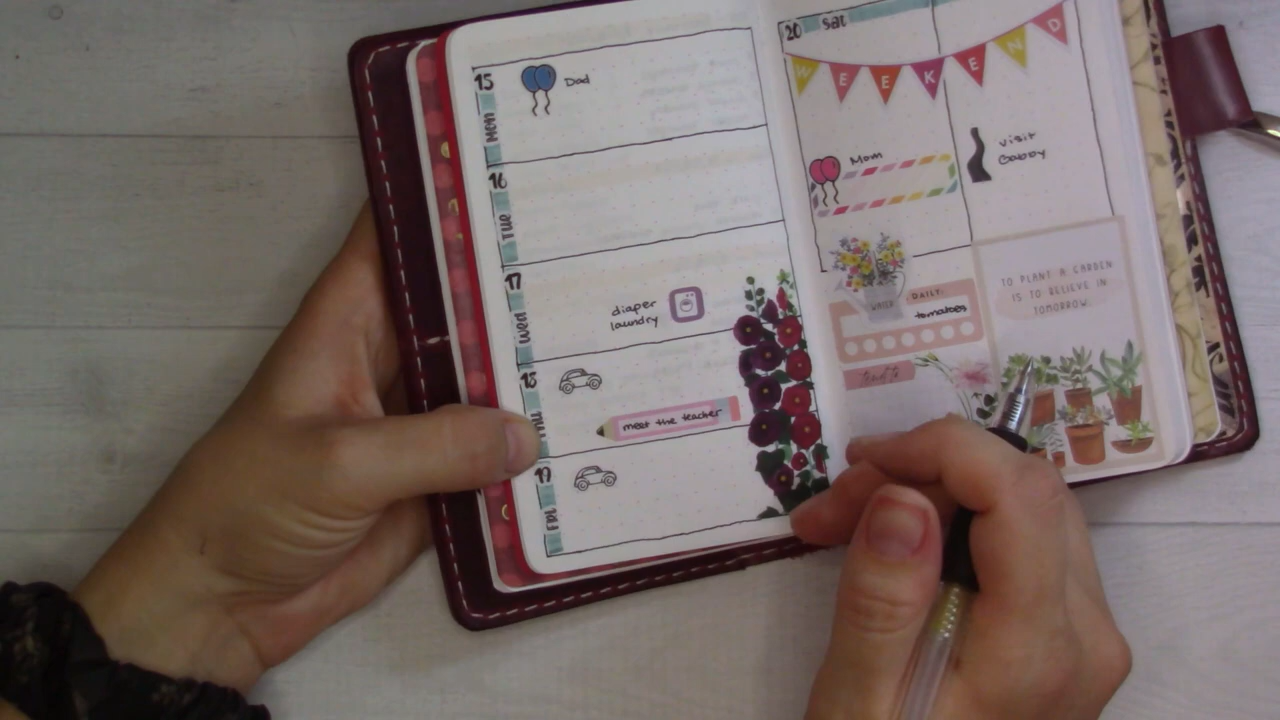 15
MON
Dad
16
TUE
17
Wed
diaper
laundry
18
THU
meet the teacher
19
FRI
20 sat
WEEKEND
Mom
visit
Gabby
WATER
DAILY:
tomatoes
TO PLANT A GARDEN
IS TO BELIEVE IN
TOMORROW.